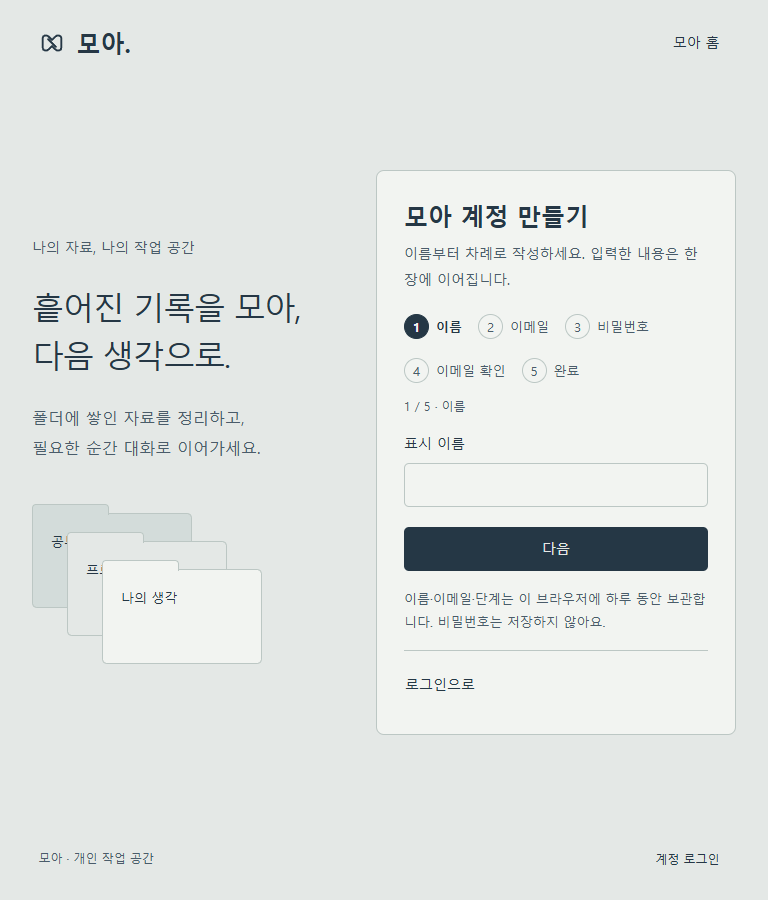 모아.
모아 홈
나의 자료, 나의 작업 공간
흩어진 기록을 모아,
다음 생각으로.
폴더에 쌓인 자료를 정리하고,
필요한 순간 대화로 이어가세요.
나의 생각
모아 계정 만들기
이름부터 차례로 작성하세요. 입력한 내용은 한
장에 이어집니다.
1 이름 2 이메일 3 비밀번호
4 이메일 확인 5 완료
1 / 5 · 이름
표시 이름
다음
이름·이메일·단계는 이 브라우저에 하루 동안 보관합
니다. 비밀번호는 저장하지 않아요.
로그인으로
모아 · 개인 작업 공간
계정 로그인